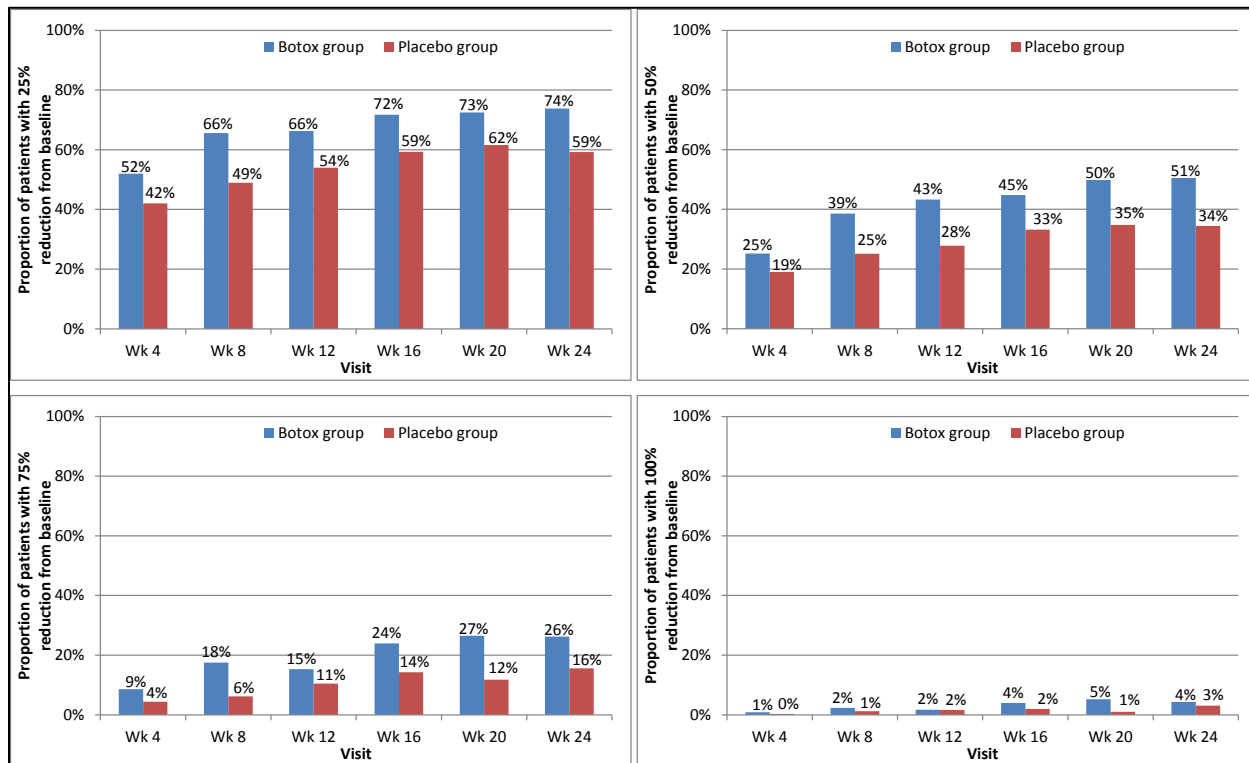 Proportion of patients with 25%
reduction from baseline
100%
80%
60%
40%
20%
0%
Botox group Placebo group
52% 42% 66% 49% 66% 54% 72% 59% 73% 62% 74% 59%
Wk 4 Wk 8 Wk 12 Wk 16 Wk 20 Wk 24
Visit
Proportion of patients with 50%
reduction from baseline
100%
80%
60%
40%
20%
0%
Botox group Placebo group
25% 19% 39% 25% 43% 28% 45% 33% 50% 35% 51% 34%
Wk 4 Wk 8 Wk 12 Wk 16 Wk 20 Wk 24
Visit
Proportion of patients with 75%
reduction from baseline
100%
80%
60%
40%
20%
0%
Botox group Placebo group
9% 4% 18% 6% 15% 11% 24% 14% 27% 12% 26% 16%
Wk 4 Wk 8 Wk 12 Wk 16 Wk 20 Wk 24
Visit
Proportion of patients with 100%
reduction from baseline
100%
80%
60%
40%
20%
0%
Botox group Placebo group
1% 0% 2% 1% 2% 2% 4% 2% 5% 1% 4% 3%
Wk 4 Wk 8 Wk 12 Wk 16 Wk 20 Wk 24
Visit